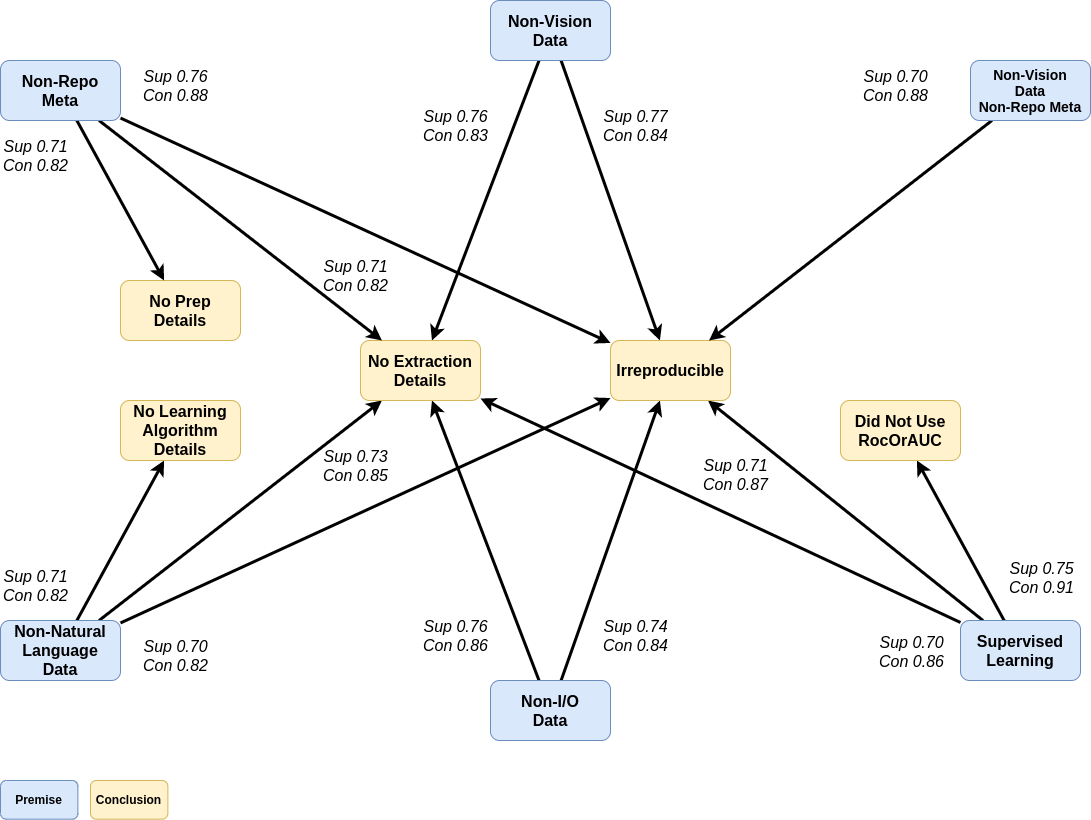 Non-Vision
Data
Non-Repo
Meta
Sup 0.76
Con 0.88
Sup 0.70
Con 0.88
Non-Vision
Data
Non-Repo Meta
Sup 0.76
Con 0.83
Sup 0.77
Con 0.84
Sup 0.71
Con 0.82
Sup 0.71
Con 0.82
No Prep
Details
No Extraction
Details
Irreproducible
No Learning
Algorithm
Details
Did Not Use
RocOrAUC
Sup 0.73
Con 0.85
Sup 0.71
Con 0.87
Sup 0.71
Con 0.82
Sup 0.75
Con 0.91
Non-Natural
Language
Data
Sup 0.70
Con 0.82
Sup 0.76
Con 0.86
Sup 0.74
Con 0.84
Sup 0.70
Con 0.86
Supervised
Learning
Non-I/O
Data
Premise
Conclusion